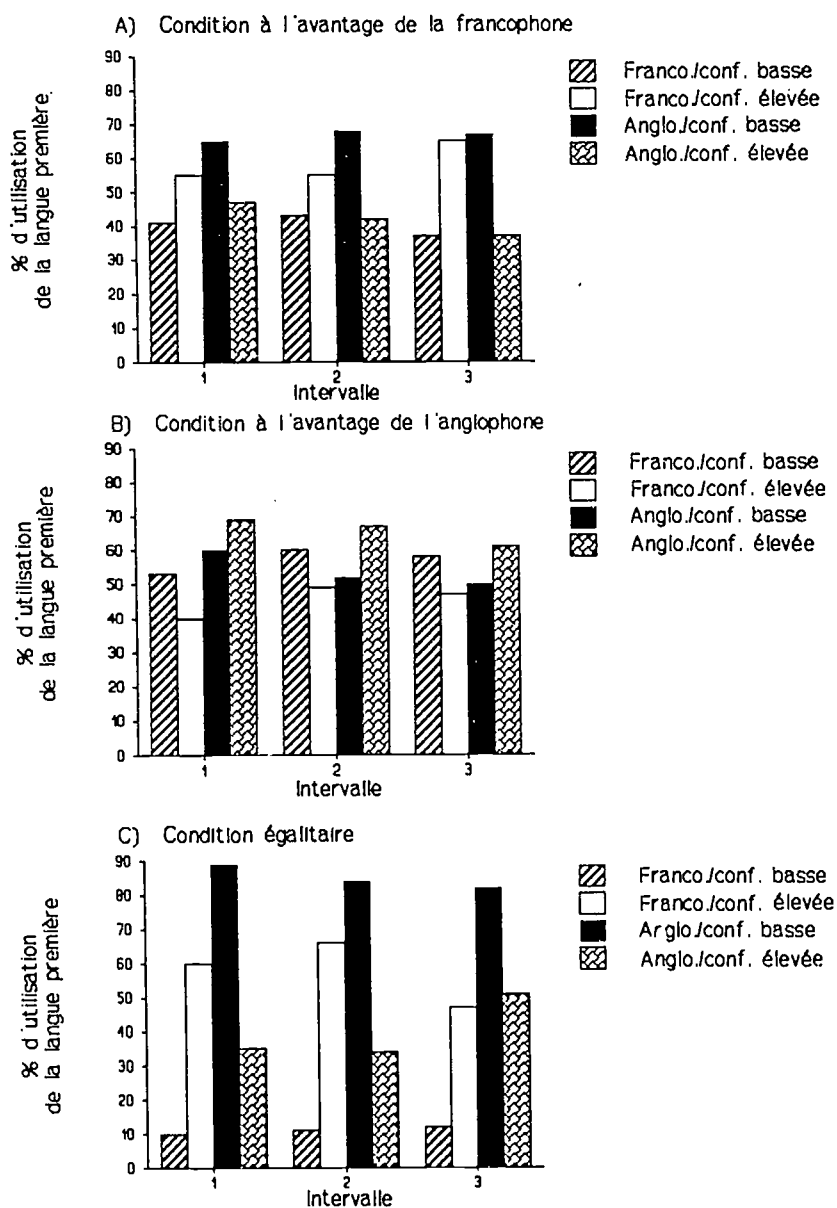 A) Condition à l'avantage de la francophone
% d'utilisation
de la langue première.
90
80
70
60
50
40
30
20
10
0
1
2
3
Intervalle
Franco./conf. basse
Franco./conf. élevée
Anglo./conf. basse
Anglo./conf. élevée
B) Condition à l'avantage de l'anglophone
% d'utilisation
de la langue première
90
80
70
60
50
40
30
20
10
0
1
2
3
Intervalle
Franco./conf. basse
Franco./conf. élevée
Anglo./conf. basse
Anglo./conf. élevée
C) Condition égalitaire
% d'utilisation
de la langue première
90
80
70
60
50
40
30
20
10
0
1
2
3
Intervalle
Franco./conf. basse
Franco./conf. élevée
Arglo./conf. basse
Anglo./conf. élevée